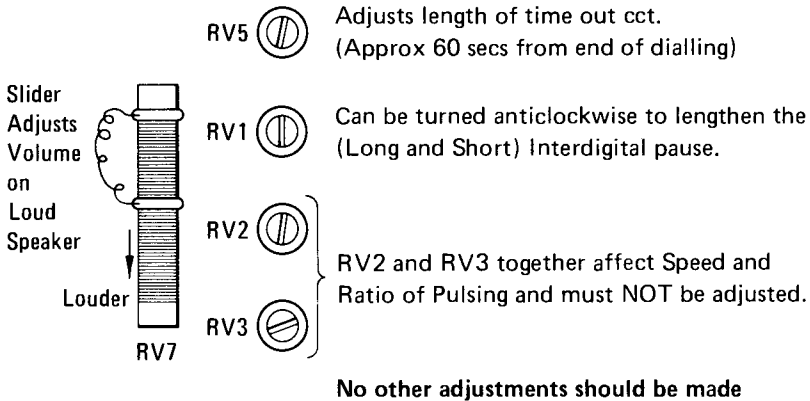 RV5
Adjusts length of time out cct.
(Approx 60 secs from end of dialling)
Slider
Adjusts
Volume
on
Loud
Speaker
Louder
RV7
RV1
Can be turned anticlockwise to lengthen the
(Long and Short) Interdigital pause.
RV2
RV3
RV2 and RV3 together affect Speed and
Ratio of Pulsing and must NOT be adjusted.
No other adjustments should be made